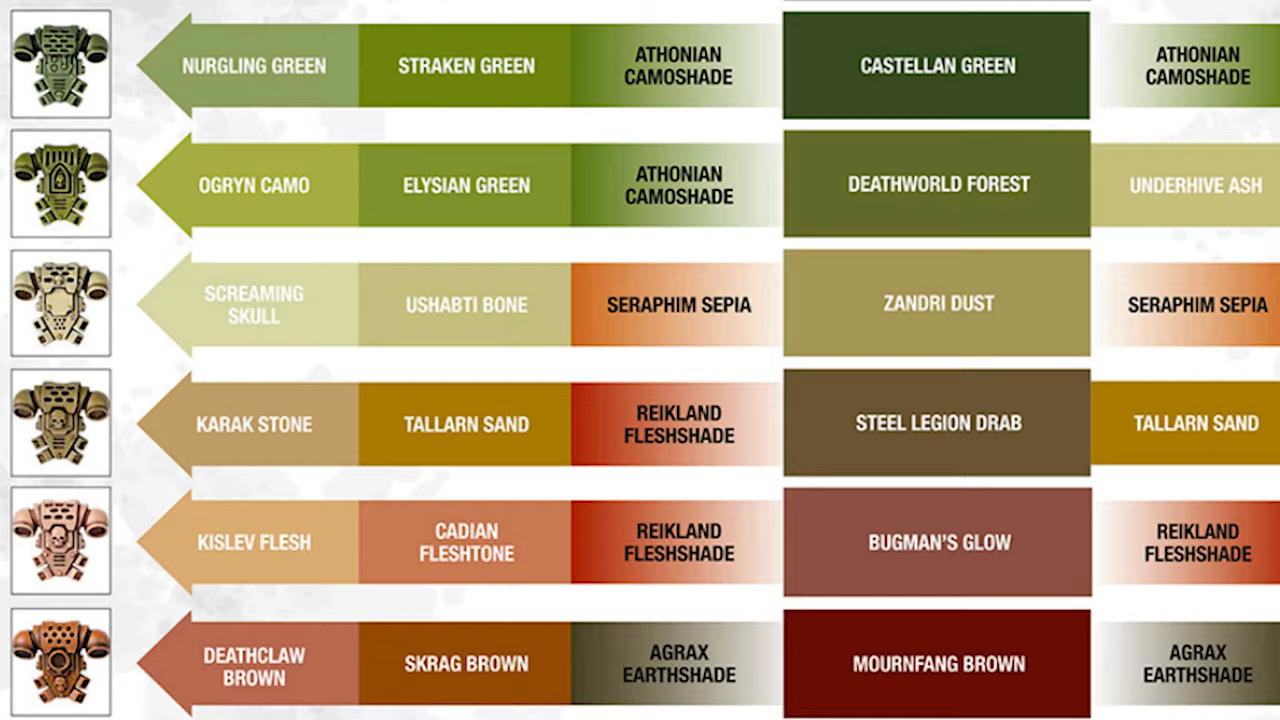 NURGLING GREEN
STRAKEN GREEN
ATHONIAN
CAMOSHADE
CASTELLAN GREEN
ATHONIAN
CAMOSHADE
OGRYN CAMO
ELYSIAN GREEN
ATHONIAN
CAMOSHADE
DEATHWORLD FOREST
UNDERHIVE ASH
SCREAMING
SKULL
USHABTI BONE
SERAPHIM SEPIA
ZANDRI DUST
SERAPHIM SEPIA
KARAK STONE
TALLARN SAND
REIKLAND
FLESHSHADE
STEEL LEGION DRAB
TALLARN SAND
KISLEV FLESH
CADIAN
FLESHTONE
REIKLAND
FLESHSHADE
BUGMAN'S GLOW
REIKLAND
FLESHSHADE
DEATHCLAW
BROWN
SKRAG BROWN
AGRAX
EARTHSHADE
MOURNFANG BROWN
AGRAX
EARTHSHADE